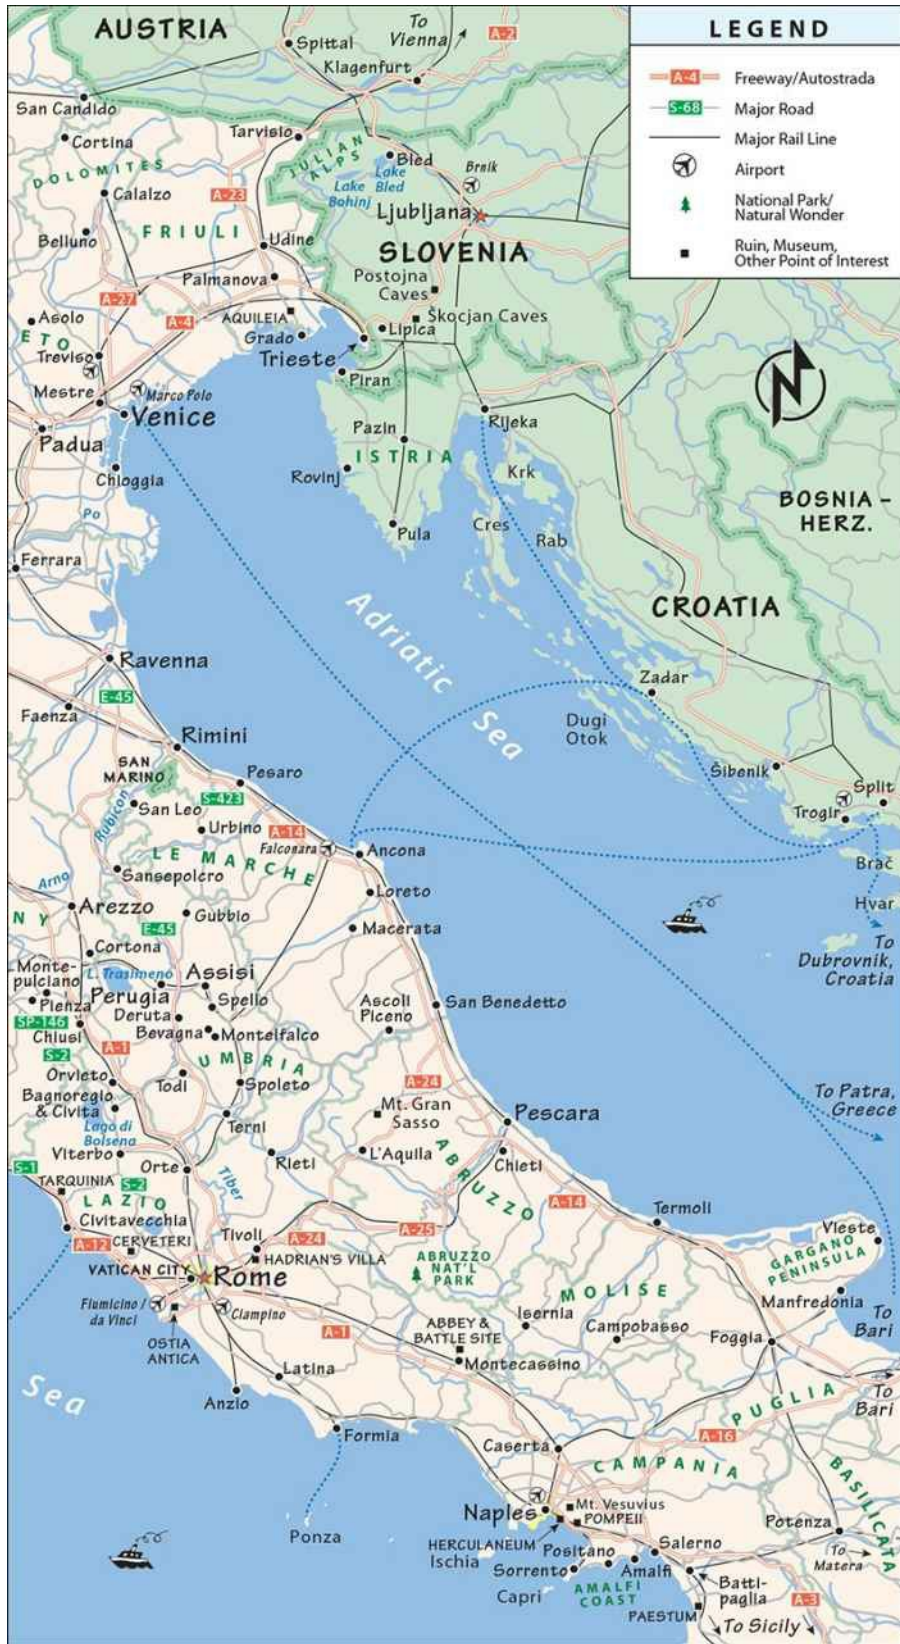 AUSTRIA
To
Vienna
A-2
Spittal
Klagenfurt
LEGEND
A-4 Freeway/Autostrada
S-68 Major Road
Major Rail Line
Airport
National Park/
Natural Wonder
Ruin, Museum,
Other Point of Interest
San Candido
Cortina
DOLOMITES
Calalzo
Tarvisio
JULIAN
ALPS
Bled
Lake
Bled
Lake
Bohinj
Brnik
Ljubljana
SLOVENIA
A-23
FRIULI
Belluno
Udine
Palmanova
Postojna
Caves
A-27
A-4
AQUILEIA
Škocjan Caves
Lipica
Asolo
ETO
Treviso
Grado
Trieste
Piran
Mestre
Marco Polo
Venice
Padua
Pazin
Rijeka
ISTRIA
Chioggia
Rovinj
Krk
BOSNIA-
HERZ.
Po
Pula
Cres
Rab
Ferrara
Adriatic
Sea
CROATIA
Ravenna
Zadar
E-45
Faenza
Dugi
Otok
Rimini
SAN
MARINO
Pesaro
Šibenik
Split
Trogir
S-423
San Leo
Rubicon
Urbino
A-14
Falconara
Ancona
LE MARCHE
Sansepolcro
Brač
Arno
Loreto
Arezzo
NY
Gubbio
Macerata
Hvar
E-45
Cortona
To
Dubrovnik,
Croatia
Monte-
pulciano
L. Trasimeno
Assisi
Pienza
Perugia
Spello
Ascoli
Piceno
San Benedetto
Deruta
SP-146
Chiusi
Bevagna
Montefalco
S-2
A-1
UMBRIA
Orvieto
Todi
Spoleto
A-24
Bagnoregio
& Civita
Mt. Gran
Sasso
To Patra,
Greece
Pescara
Lago di
Bolsena
Terni
Viterbo
Orte
Rieti
L'Aquila
Chieti
ABRUZZO
S-1
TARQUINIA
S-2
LAZIO
Tiber
A-14
Termoli
Civitavecchia
Tivoli
A-24
A-25
Vieste
A-12
CERVETERI
HADRIAN'S VILLA
GARGANO
PENINSULA
ABRUZZO
NAT'L
PARK
VATICAN CITY
Rome
MOLISE
Manfredonia
Fiumicino/
da Vinci
Ciampino
Isernia
To
Bari
A-1
ABBEY &
BATTLE SITE
Campobasso
Foggia
OSTIA
ANTICA
Montecassino
Latina
Sea
Anzio
To
Bari
PUGLIA
Formia
Caserta
A-16
CAMPANIA
BASILICATA
Naples
Mt. Vesuvius
POMPEII
Ponza
HERCULANEUM
Ischia
Positano
Salerno
Potenza
Sorrento
Amalfi
To
Matera
Capri
AMALFI
COAST
Batti-
paglia
A-3
PAESTUM
To Sicily